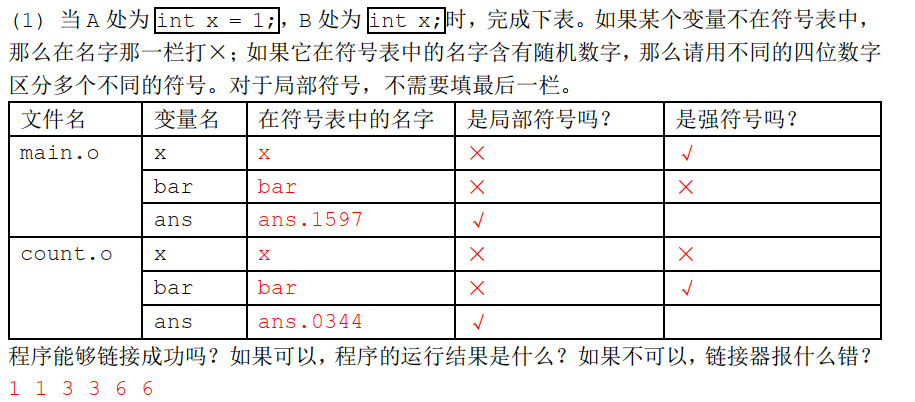 (1) 当 A 处为 int x = 1;，B 处为 int x;时，完成下表。如果某个变量不在符号表中，
那么在名字那一栏打×；如果它在符号表中的名字含有随机数字，那么请用不同的四位数字
区分多个不同的符号。对于局部符号，不需要填最后一栏。
文件名 变量名 在符号表中的名字 是局部符号吗？ 是强符号吗？
main.o x x × √
bar bar × ×
ans ans.1597 √
count.o x x × ×
bar bar × √
ans ans.0344 √
程序能够链接成功吗？如果可以，程序的运行结果是什么？如果不可以，链接器报什么错？
1 1 3 3 6 6